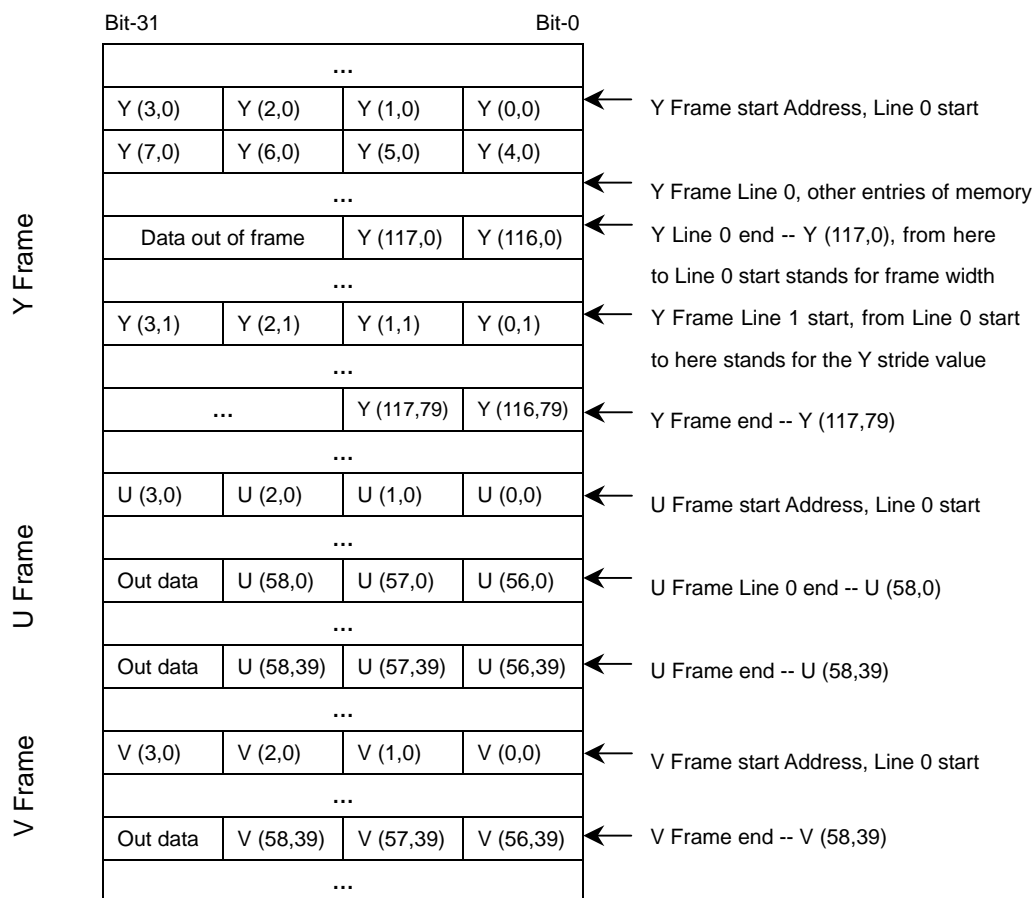 Bit-31 Bit-0
...
Y (3,0) Y (2,0) Y (1,0) Y (0,0) Y Frame start Address, Line 0 start
Y (7,0) Y (6,0) Y (5,0) Y (4,0)
... Y Frame Line 0, other entries of memory
Data out of frame Y (117,0) Y (116,0) Y Line 0 end -- Y (117,0), from here
to Line 0 start stands for frame width
...
Y (3,1) Y (2,1) Y (1,1) Y (0,1) Y Frame Line 1 start, from Line 0 start
to here stands for the Y stride value
...
... Y (117,79) Y (116,79) Y Frame end -- Y (117,79)
...
Y Frame
U (3,0) U (2,0) U (1,0) U (0,0) U Frame start Address, Line 0 start
...
Out data U (58,0) U (57,0) U (56,0) U Frame Line 0 end -- U (58,0)
...
Out data U (58,39) U (57,39) U (56,39) U Frame end -- U (58,39)
...
U Frame
V (3,0) V (2,0) V (1,0) V (0,0) V Frame start Address, Line 0 start
...
Out data V (58,39) V (57,39) V (56,39) V Frame end -- V (58,39)
...
V Frame